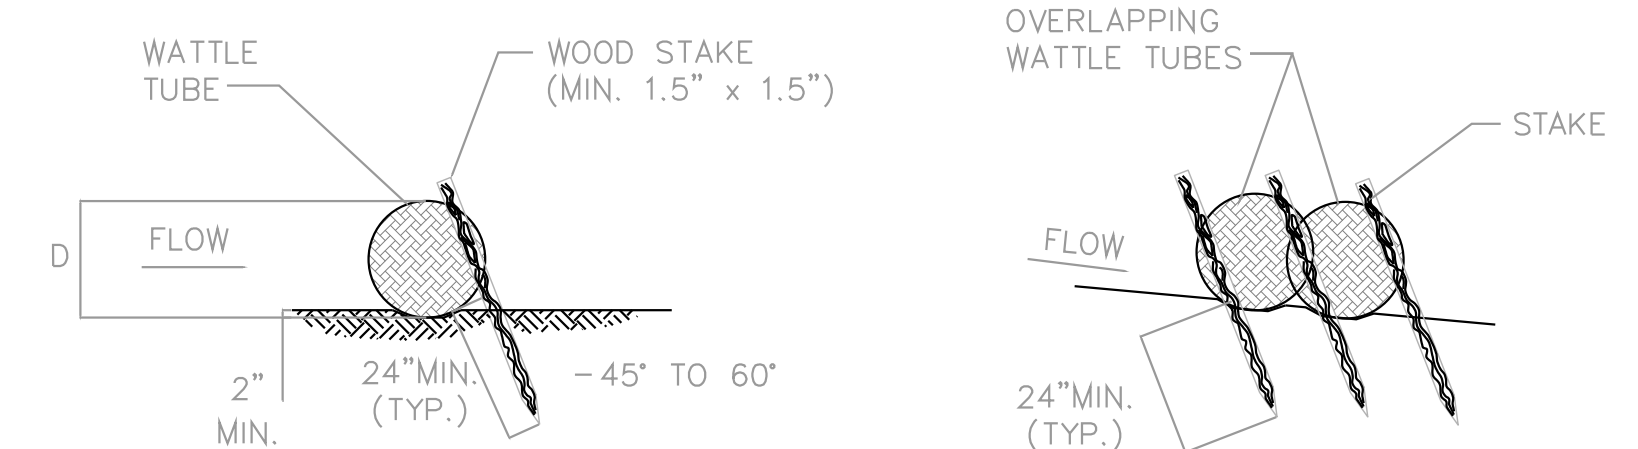 WATTLE
TUBE
WOOD STAKE
(MIN. 1.5" x 1.5")
D
FLOW
2"
MIN.
24"MIN.
(TYP.)
-45° TO 60°
OVERLAPPING
WATTLE TUBES
STAKE
FLOW
24"MIN.
(TYP.)